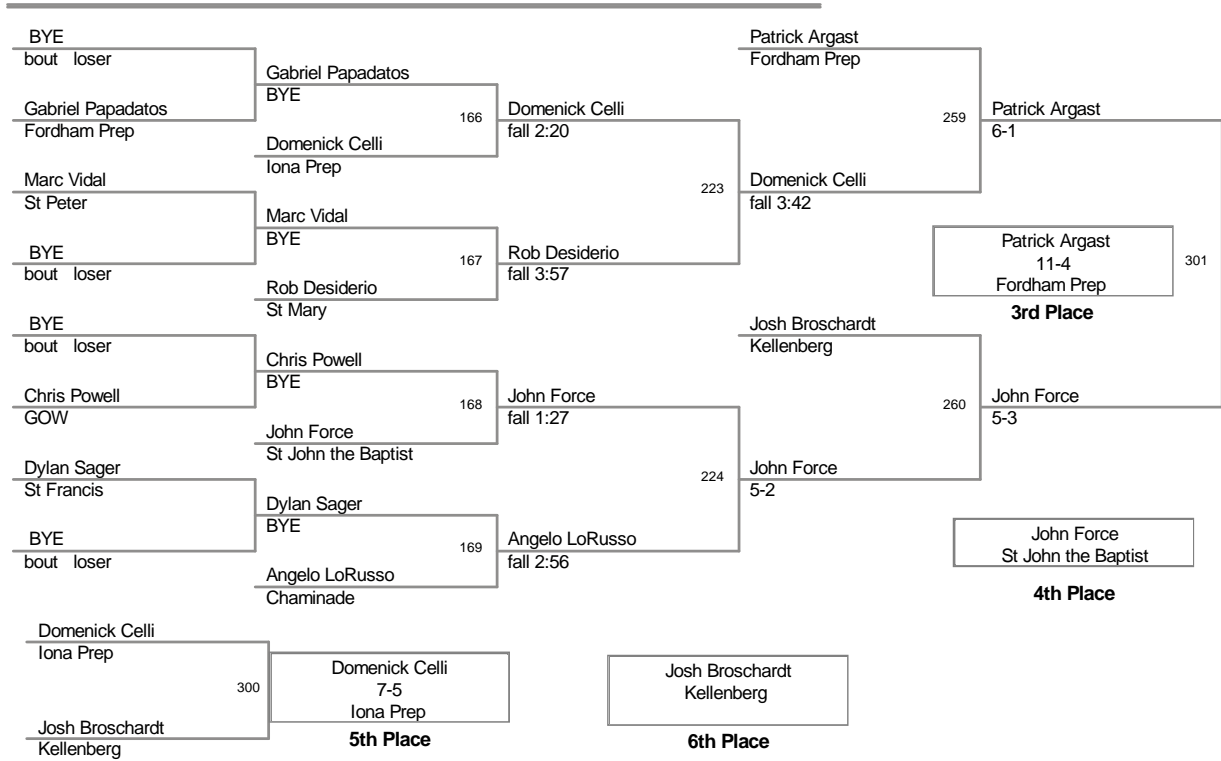 BYE
bout loser
Gabriel Papadatos
Fordham Prep
Marc Vidal
St Peter
BYE
bout loser
BYE
bout loser
Chris Powell
GOW
Dylan Sager
St Francis
BYE
bout loser
Gabriel Papadatos
BYE
166
Domenick Celli
Iona Prep
Marc Vidal
BYE
167
Rob Desiderio
St Mary
Chris Powell
BYE
168
John Force
St John the Baptist
Dylan Sager
BYE
169
Angelo LoRusso
Chaminade
Domenick Celli
fall 2:20
223
Rob Desiderio
fall 3:57
John Force
fall 1:27
224
Angelo LoRusso
fall 2:56
Patrick Argast
Fordham Prep
259
Domenick Celli
fall 3:42
Josh Broschardt
Kellenberg
260
John Force
5-2
Patrick Argast
6-1
Patrick Argast
11-4
Fordham Prep
301
3rd Place
John Force
5-3
John Force
St John the Baptist
4th Place
Domenick Celli
Iona Prep
300
Josh Broschardt
Kellenberg
Domenick Celli
7-5
Iona Prep
5th Place
Josh Broschardt
Kellenberg
6th Place